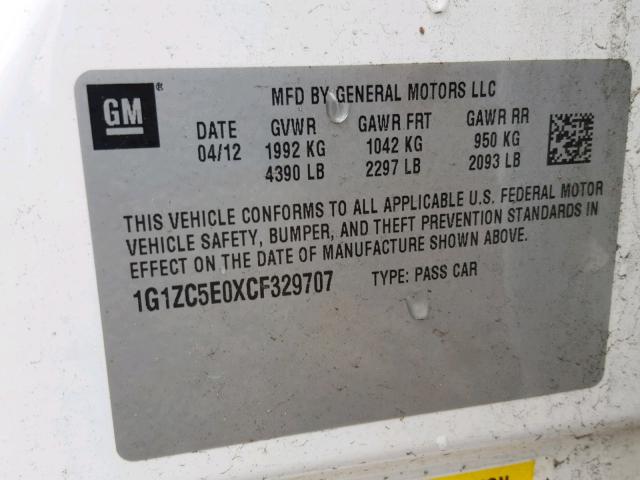 GM®
MFD BY GENERAL MOTORS LLC
DATE GVWR GAWR FRT GAWR RR
04/12 1992 KG 1042 KG 950 KG
4390 LB 2297 LB 2093 LB
THIS VEHICLE CONFORMS TO ALL APPLICABLE U.S. FEDERAL MOTOR
VEHICLE SAFETY, BUMPER, AND THEFT PREVENTION STANDARDS IN
EFFECT ON THE DATE OF MANUFACTURE SHOWN ABOVE.
1G1ZC5E0XCF329707 TYPE: PASS CAR